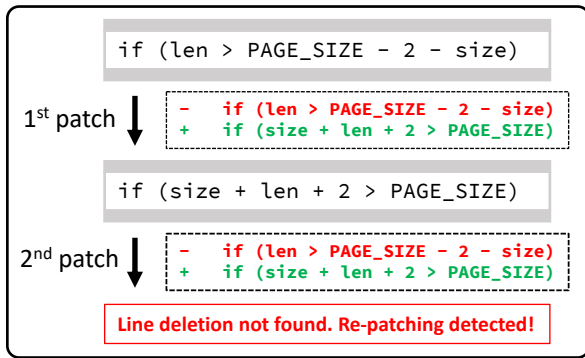 if (len > PAGE_SIZE – 2 – size)
1st patch
- if (len > PAGE_SIZE – 2 – size)
+ if (size + len + 2 > PAGE_SIZE)
if (size + len + 2 > PAGE_SIZE)
2nd patch
- if (len > PAGE_SIZE – 2 – size)
+ if (size + len + 2 > PAGE_SIZE)
Line deletion not found. Re-patching detected!